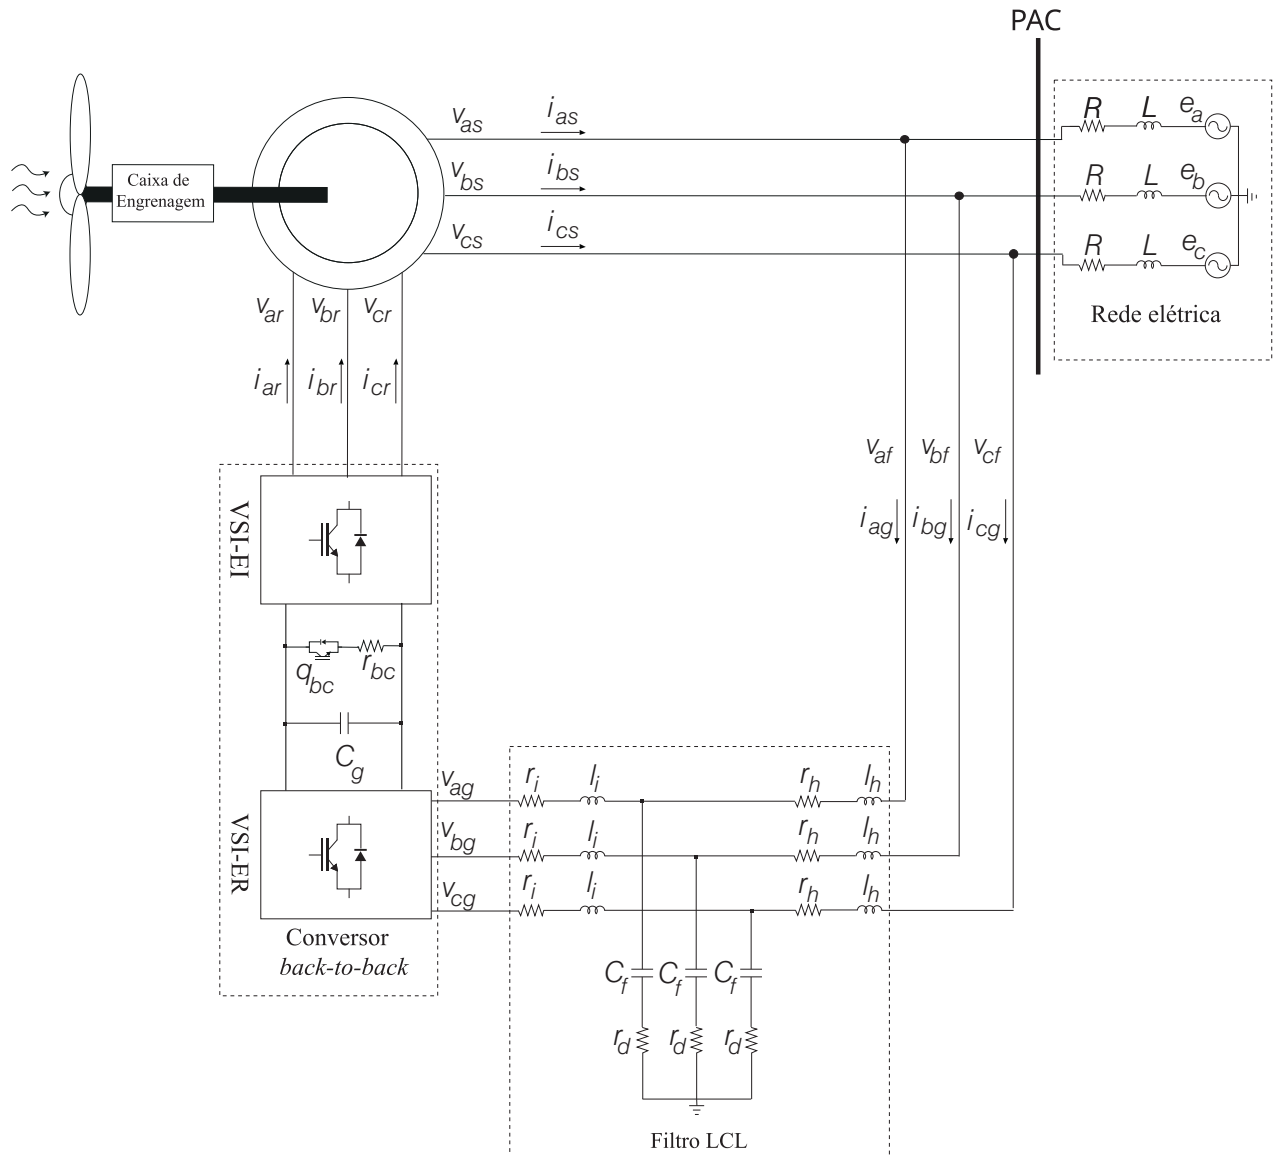 PAC
v_as i_as
R L e_a
v_bs i_bs
R L e_b
v_cs i_cs
R L e_c
Rede elétrica
Caixa de
Engrenagem
v_ar v_br v_cr
i_ar i_br i_cr
v_af v_bf v_cf
i_ag i_bg i_cg
VSI-EI
q_bc r_bc
C_g
VSI-ER
v_ag r_i l_i r_h l_h
v_bg r_i l_i r_h l_h
v_cg r_i l_i r_h l_h
Conversor
back-to-back
C_f C_f C_f
r_d r_d r_d
Filtro LCL